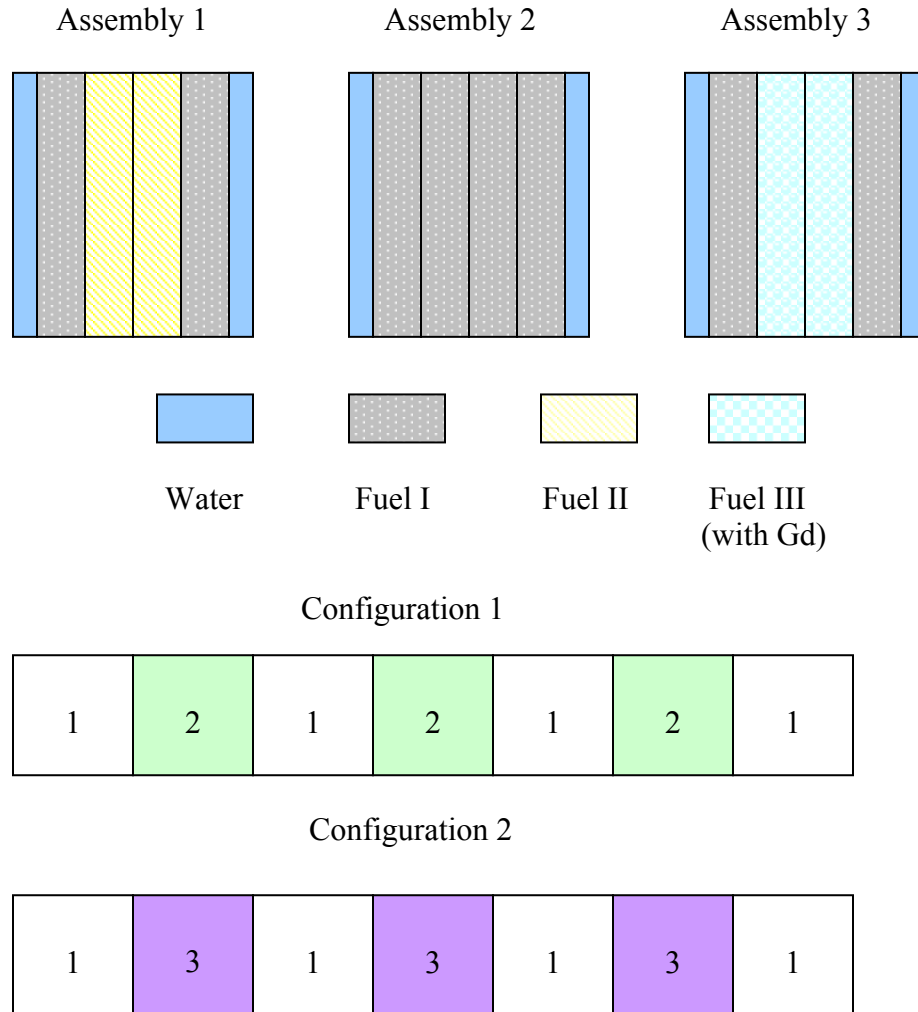 Assembly 1 Assembly 2 Assembly 3
Water Fuel I Fuel II Fuel III
(with Gd)
Configuration 1
1 2 1 2 1 2 1
Configuration 2
1 3 1 3 1 3 1